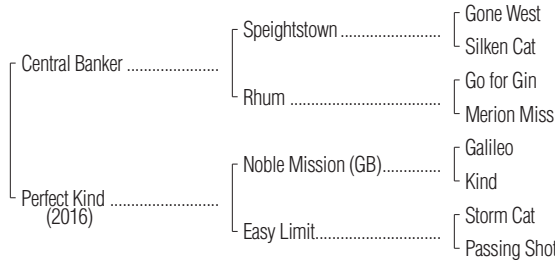 Gone West
Speightstown
Silken Cat
Central Banker
Go for Gin
Rhum
Merion Miss
Galileo
Noble Mission (GB)
Kind
Perfect Kind
(2016)
Storm Cat
Easy Limit
Passing Shot